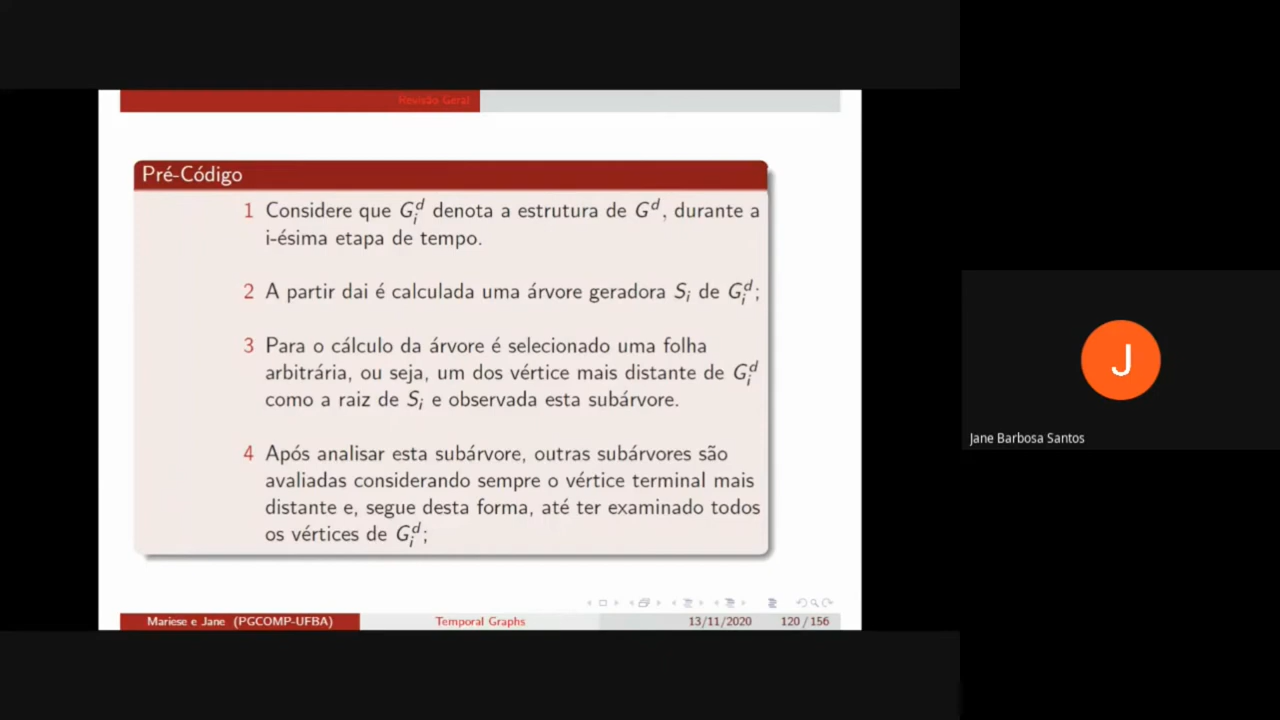 Revisão Geral
Pré-Código
1 Considere que G_i^d denota a estrutura de G^d, durante a
i-ésima etapa de tempo.
2 A partir dai é calculada uma árvore geradora S_i de G_i^d;
3 Para o cálculo da árvore é selecionado uma folha
arbitrária, ou seja, um dos vértice mais distante de G_i^d
como a raiz de S_i e observada esta subárvore.
4 Após analisar esta subárvore, outras subárvores são
avaliadas considerando sempre o vértice terminal mais
distante e, segue desta forma, até ter examinado todos
os vértices de G_i^d;
Mariese e Jane (PGCOMP-UFBA) Temporal Graphs 13/11/2020 120 / 156
J
Jane Barbosa Santos